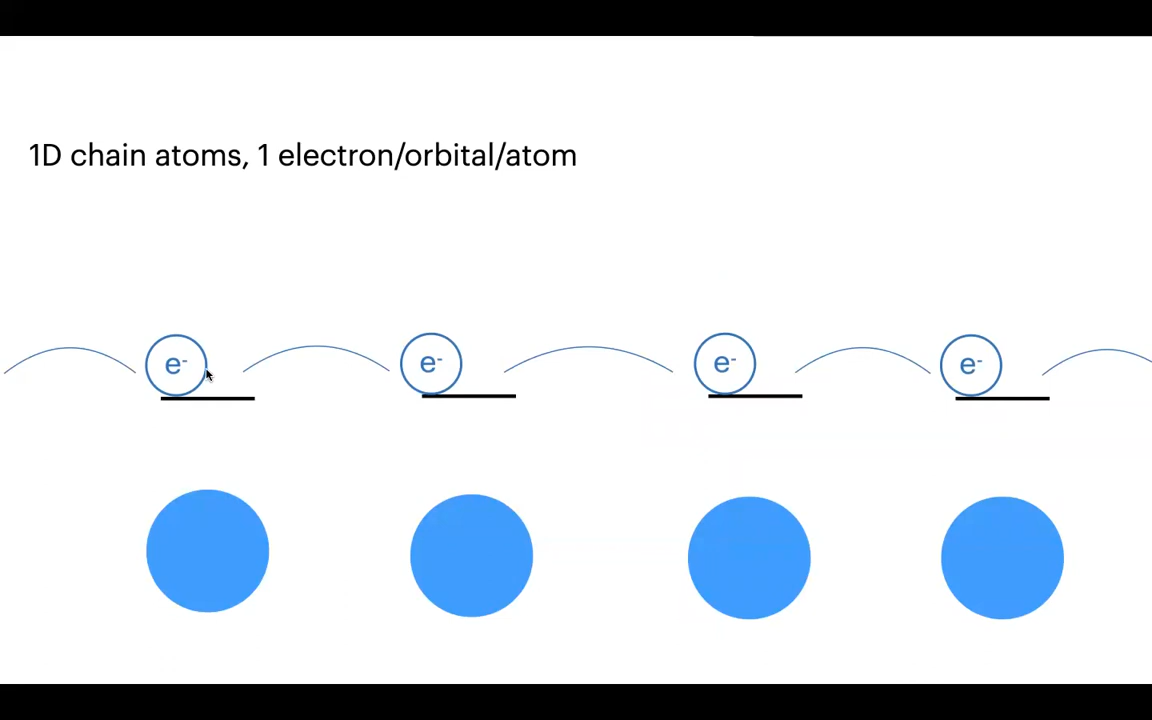 1D chain atoms, 1 electron/orbital/atom
e⁻ e⁻ e⁻ e⁻